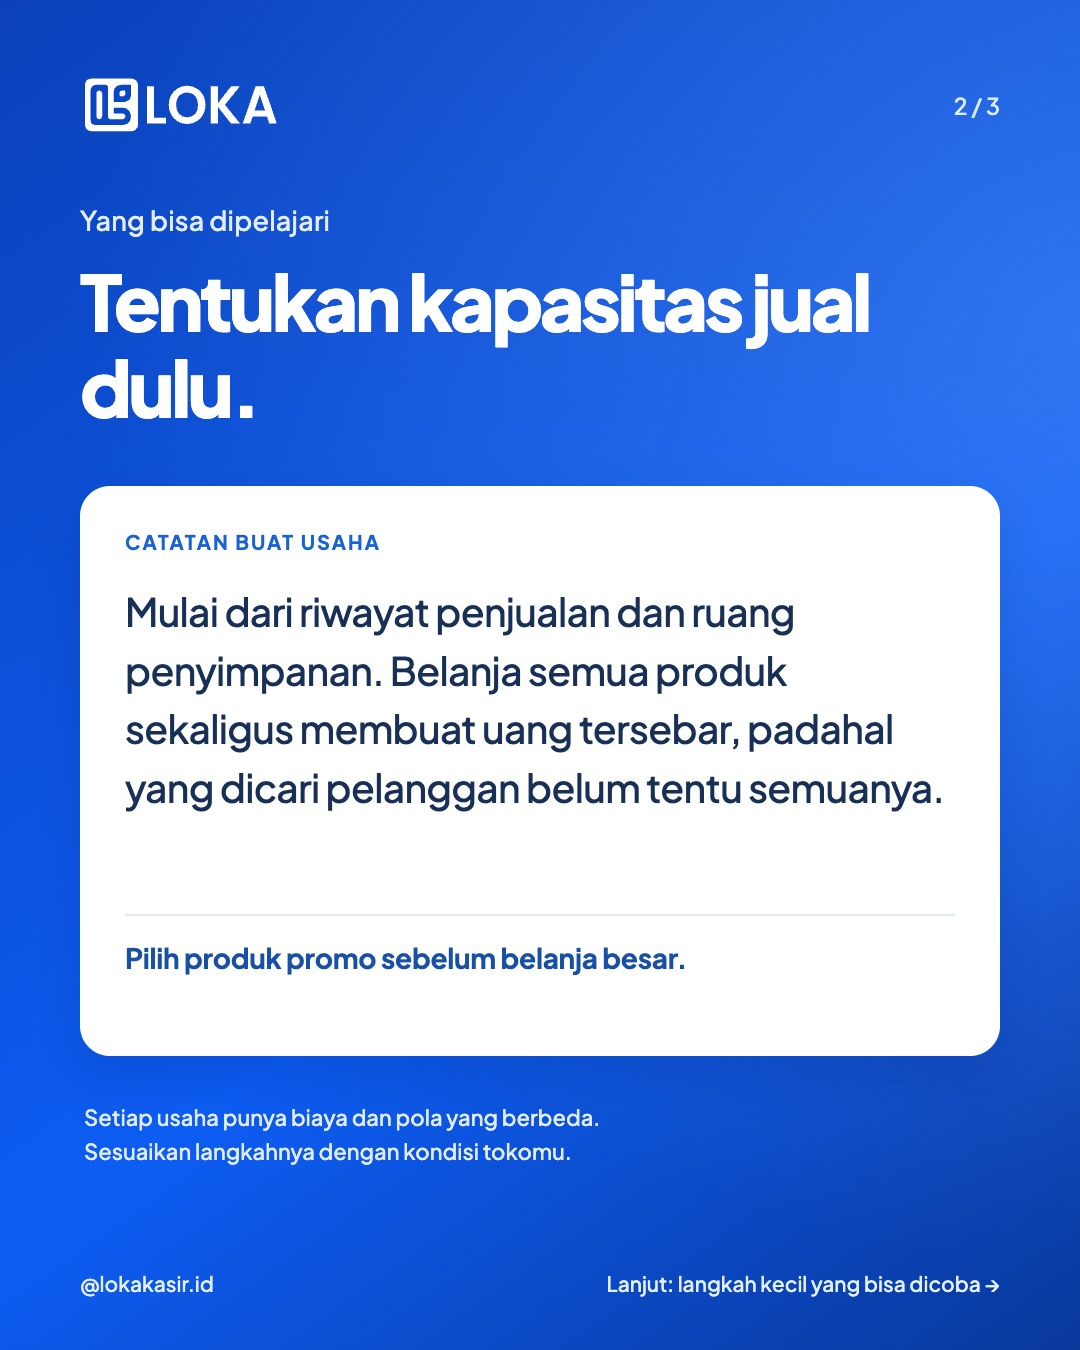 LOKA
2 / 3
Yang bisa dipelajari
Tentukan kapasitas jual
dulu.
CATATAN BUAT USAHA
Mulai dari riwayat penjualan dan ruang
penyimpanan. Belanja semua produk
sekaligus membuat uang tersebar, padahal
yang dicari pelanggan belum tentu semuanya.
Pilih produk promo sebelum belanja besar.
Setiap usaha punya biaya dan pola yang berbeda.
Sesuaikan langkahnya dengan kondisi tokomu.
@lokakasir.id
Lanjut: langkah kecil yang bisa dicoba →